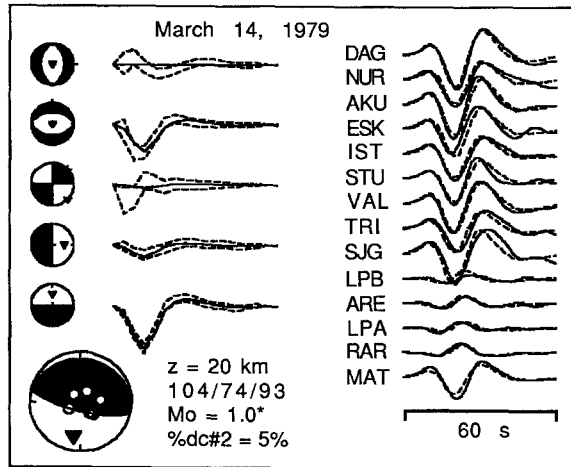 March 14, 1979
DAG
NUR
AKU
ESK
IST
STU
VAL
TRI
SJG
LPB
ARE
LPA
RAR
MAT
z = 20 km
104/74/93
Mo = 1.0*
%dc#2 = 5%
60 s